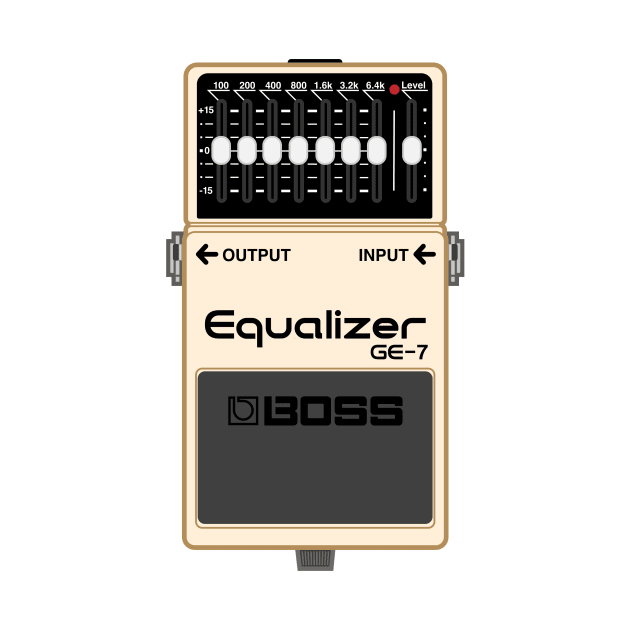 100 200 400 800 1.6k 3.2k 6.4k Level
+15
0
-15
OUTPUT INPUT
Equalizer
GE-7
BOSS